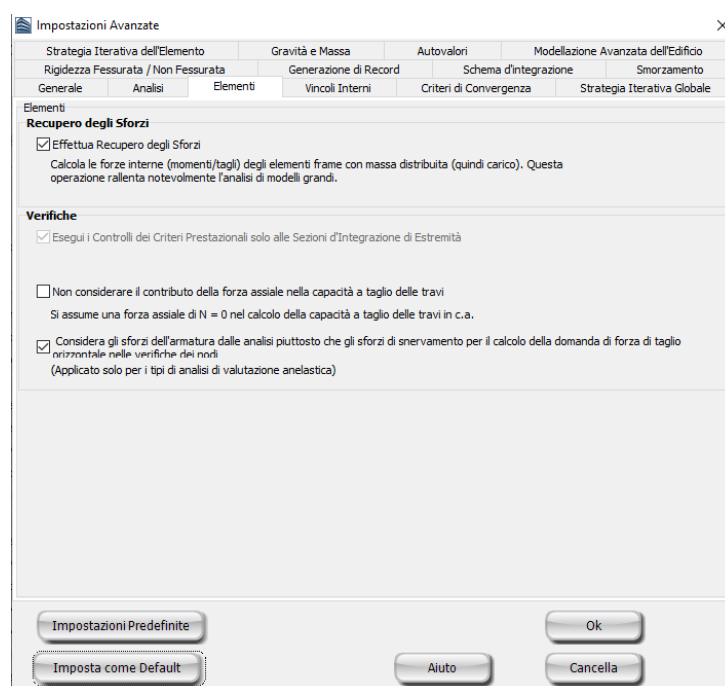 Impostazioni Avanzate
Strategia Iterativa dell'Elemento
Gravità e Massa
Autovalori
Modellazione Avanzata dell'Edificio
Rigidezza Fessurata / Non Fessurata
Generazione di Record
Schema d'integrazione
Smorzamento
Generale
Analisi
Elementi
Vincoli Interni
Criteri di Convergenza
Strategia Iterativa Globale
Elementi
Recupero degli Sforzi
Effettua Recupero degli Sforzi
Calcola le forze interne (momenti/tagli) degli elementi frame con massa distribuita (quindi carico). Questa
operazione rallenta notevolmente l'analisi di modelli grandi.
Verifiche
Esegui i Controlli dei Criteri Prestazionali solo alle Sezioni d'Integrazione di Estremità
Non considerare il contributo della forza assiale nella capacità a taglio delle travi
Si assume una forza assiale di N = 0 nel calcolo della capacità a taglio delle travi in c.a.
Considera gli sforzi dell'armatura dalle analisi piuttosto che gli sforzi di snervamento per il calcolo della domanda di forza di taglio
orizzontale nelle verifiche dei nodi
(Applicato solo per i tipi di analisi di valutazione anelastica)
Impostazioni Predefinite
Ok
Imposta come Default
Aiuto
Cancella